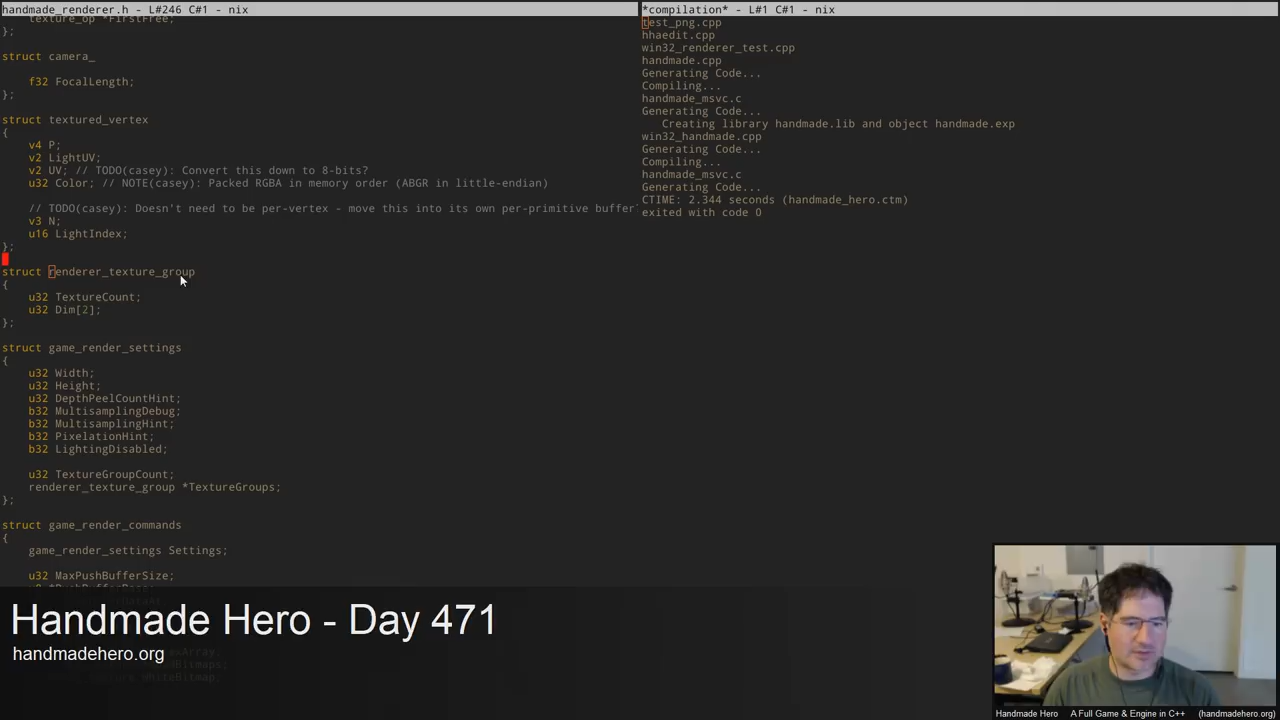 handmade_renderer.h - L#246 C#1 - nix
texture_op *FirstFree;
};
struct camera_
f32 FocalLength;
};
struct textured_vertex
{
v4 P;
v2 LightUV;
v2 UV; // TODO(casey): Convert this down to 8-bits?
u32 Color; // NOTE(casey): Packed RGBA in memory order (ABGR in little-endian)
// TODO(casey): Doesn't need to be per-vertex - move this into its own per-primitive buffer
v3 N;
u16 LightIndex;
};
struct renderer_texture_group
{
u32 TextureCount;
u32 Dim[2];
};
struct game_render_settings
{
u32 Width;
u32 Height;
u32 DepthPeelCountHint;
b32 MultisamplingDebug;
b32 MultisamplingHint;
b32 PixelationHint;
b32 LightingDisabled;
u32 TextureGroupCount;
renderer_texture_group *TextureGroups;
};
struct game_render_commands
{
game_render_settings Settings;
u32 MaxPushBufferSize;
*compilation* - L#1 C#1 - nix
test_png.cpp
hhaedit.cpp
win32_renderer_test.cpp
handmade.cpp
Generating Code...
Compiling...
handmade_msvc.c
Generating Code...
Creating library handmade.lib and object handmade.exp
win32_handmade.cpp
Generating Code...
Compiling...
handmade_msvc.c
Generating Code...
CTIME: 2.344 seconds (handmade_hero.ctm)
exited with code 0
Handmade Hero - Day 471
handmadehero.org
Handmade Hero A Full Game & Engine in C++ (handmadehero.org)